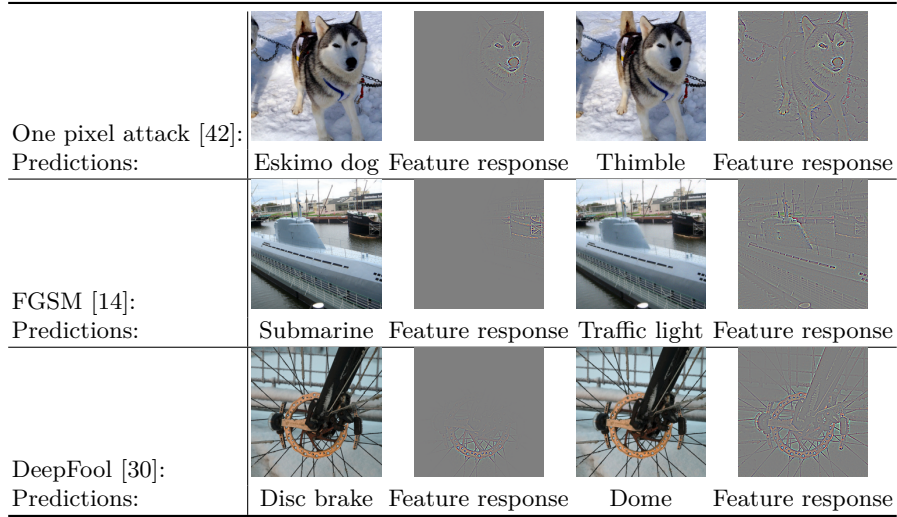 One pixel attack [42]:
Predictions: Eskimo dog Feature response Thimble Feature response
FGSM [14]:
Predictions: Submarine Feature response Traffic light Feature response
DeepFool [30]:
Predictions: Disc brake Feature response Dome Feature response